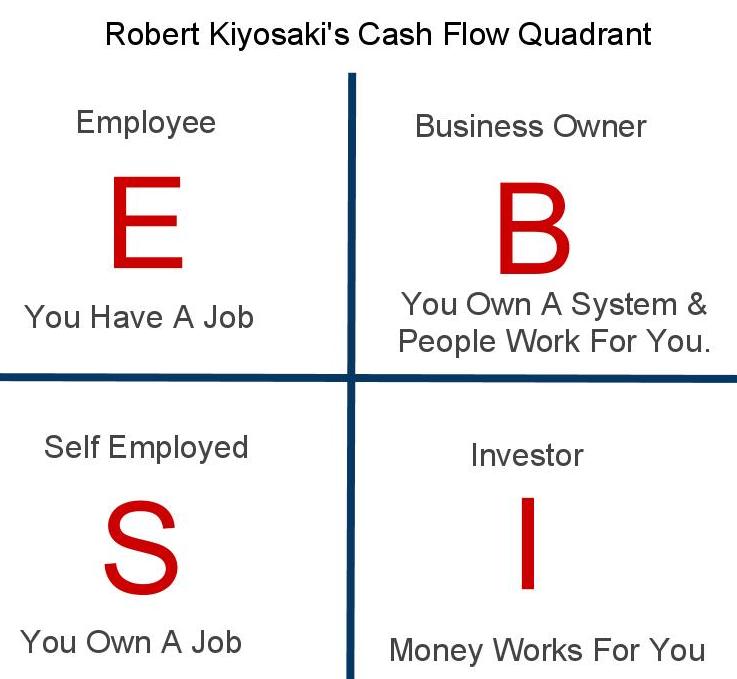 Robert Kiyosaki's Cash Flow Quadrant
Employee
E
You Have A Job
Business Owner
B
You Own A System &
People Work For You.
Self Employed
S
You Own A Job
Investor
I
Money Works For You